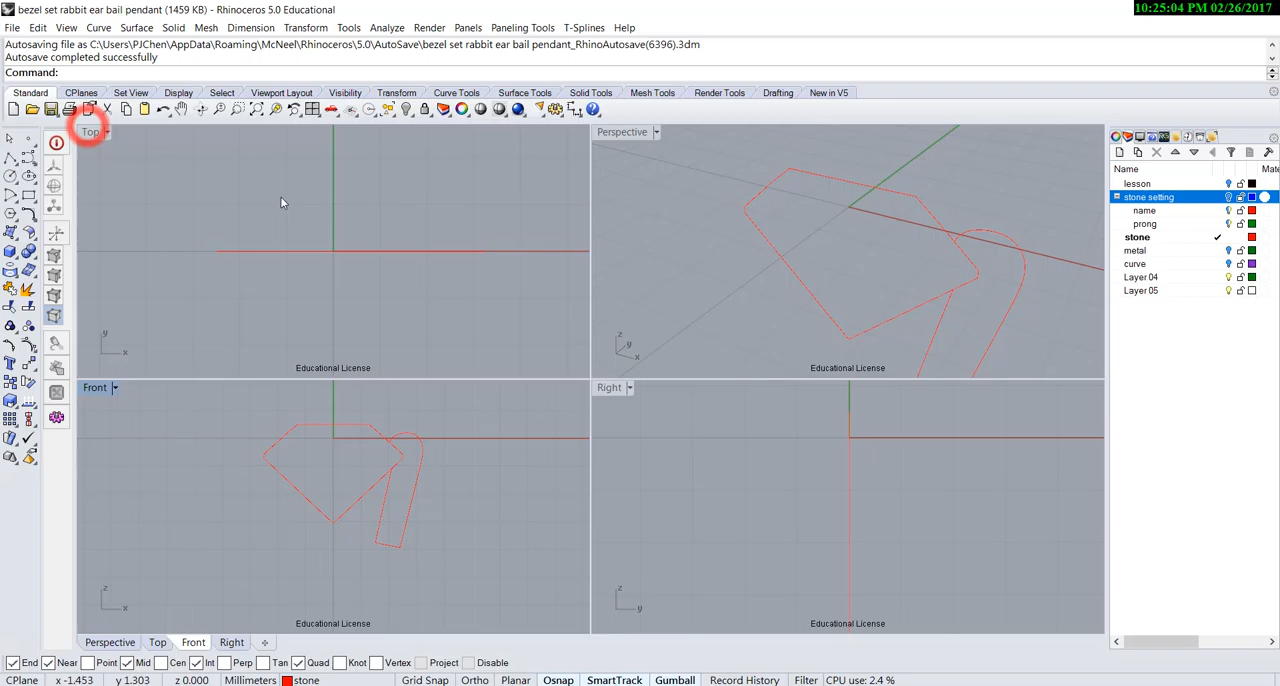 bezel set rabbit ear bail pendant (1459 KB) - Rhinoceros 5.0 Educational
10:25:04 PM 02/26/2017
File Edit View Curve Surface Solid Mesh Dimension Transform Tools Analyze Render Panels Paneling Tools T-Splines Help
Autosaving file as C:\Users\PJChen\AppData\Roaming\McNeel\Rhinoceros\5.0\AutoSave\bezel set rabbit ear bail pendant_RhinoAutosave(6396).3dm
Autosave completed successfully
Command:
Standard CPlanes Set View Display Select Viewport Layout Visibility Transform Curve Tools Surface Tools Solid Tools Mesh Tools Render Tools Drafting New in V5
Top
Perspective
Name Mate
lesson
stone setting
name
prong
stone
metal
curve
Layer 04
Layer 05
y
x
z
y
x
Educational License
Educational License
Front
Right
z
x
z
y
Educational License
Educational License
Perspective Top Front Right
End Near Point Mid Cen Int Perp Tan Quad Knot Vertex Project Disable
CPlane x -1.453 y 1.303 z 0.000 Millimeters stone Grid Snap Ortho Planar Osnap SmartTrack Gumball Record History Filter CPU use: 2.4 %